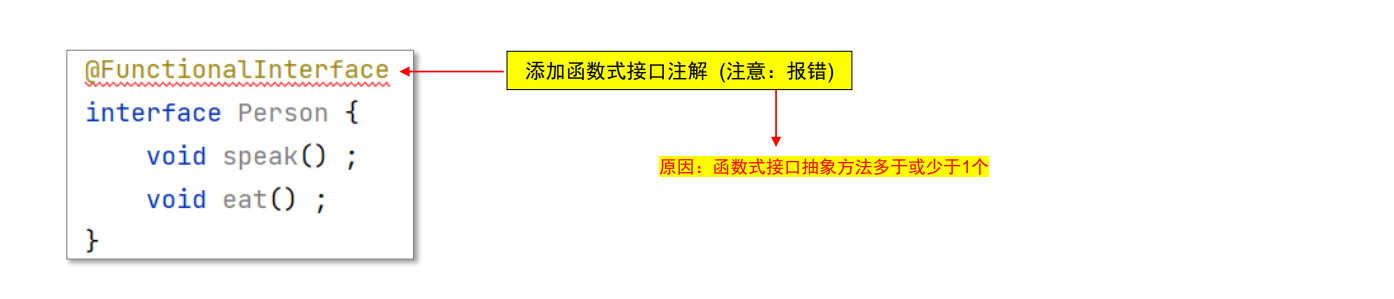 @FunctionalInterface
添加函数式接口注解 (注意：报错)
interface Person {
void speak() ;
原因：函数式接口抽象方法多于或少于1个
void eat() ;
}